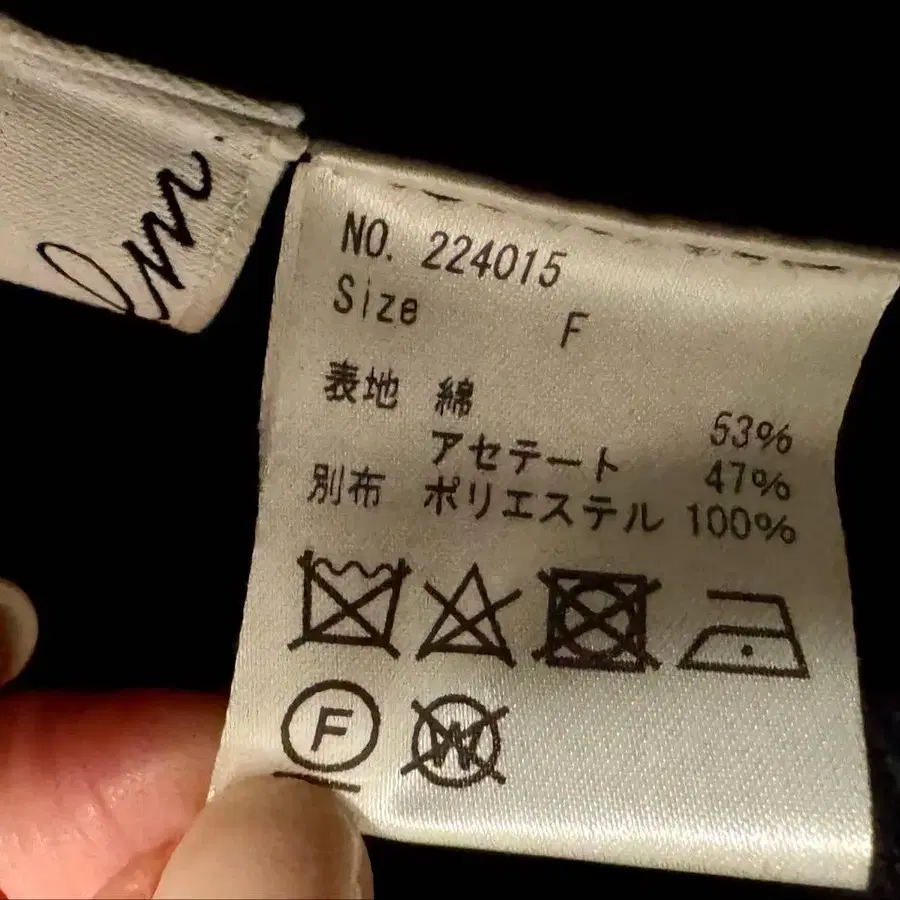 NO. 224015
Size F
表地 綿 53%
アセテート 47%
別布 ポリエステル 100%
F
W